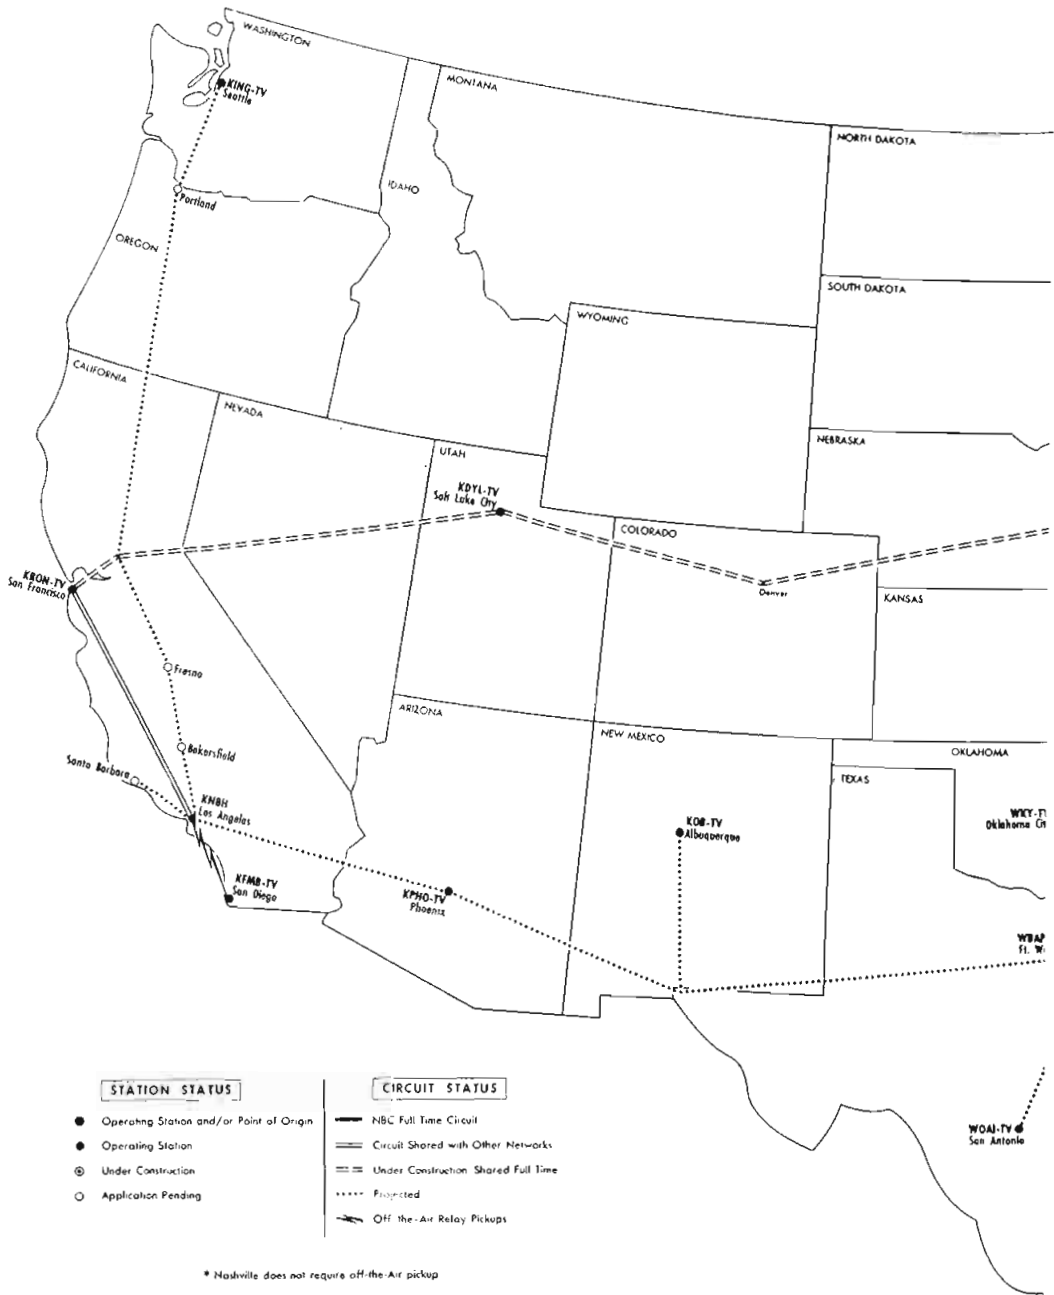 WASHINGTON
MONTANA
KING-TV
Seattle
NORTH DAKOTA
IDAHO
Portland
OREGON
SOUTH DAKOTA
WYOMING
CALIFORNIA
NEVADA
NEBRASKA
UTAH
KDYL-TV
Salt Lake City
COLORADO
KRON-TV
San Francisco
Denver
KANSAS
Fresno
ARIZONA
NEW MEXICO
Bakersfield
OKLAHOMA
Santa Barbara
TEXAS
KNBH
Los Angeles
KOB-TV
Albuquerque
WKY-T
Oklahoma Cit
KFMB-TV
San Diego
KPHO-TV
Phoenix
WBAP
Ft. W
STATION STATUS
CIRCUIT STATUS
Operating Station and/or Point of Origin
NBC Full Time Circuit
Operating Station
Circuit Shared with Other Networks
Under Construction
Under Construction Shared Full Time
Application Pending
Projected
Off the-Air Relay Pickups
WOAI-TV
San Antonio
* Nashville does not require off-the-Air pickup